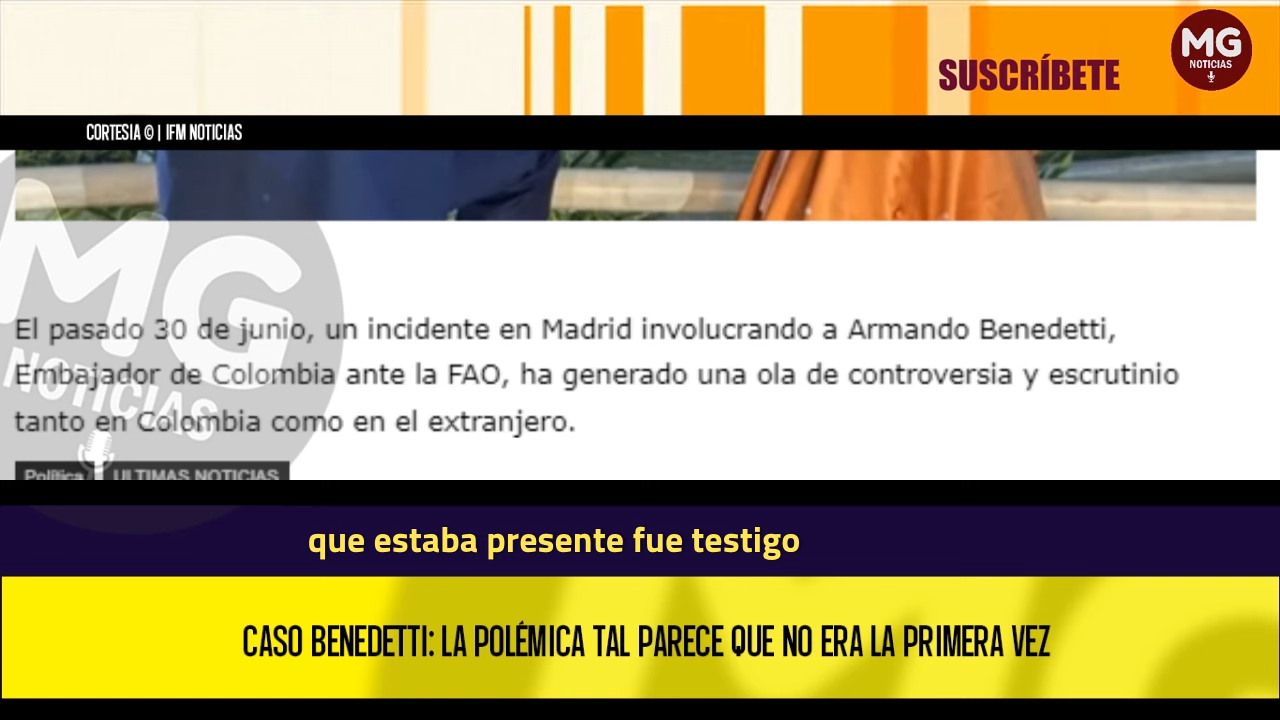 SUSCRÍBETE
MG
NOTICIAS
CORTESIA © | IFM NOTICIAS
MG
NOTICIAS
El pasado 30 de junio, un incidente en Madrid involucrando a Armando Benedetti,
Embajador de Colombia ante la FAO, ha generado una ola de controversia y escrutinio
tanto en Colombia como en el extranjero.
Política ULTIMAS NOTICIAS
que estaba presente fue testigo
CASO BENEDETTI: LA POLÉMICA TAL PARECE QUE NO ERA LA PRIMERA VEZ